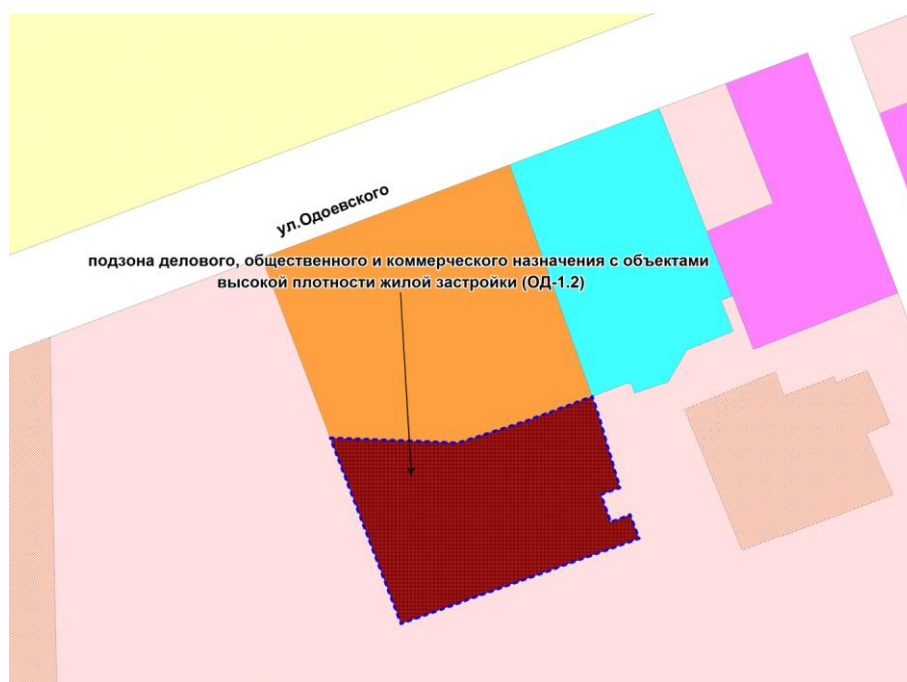 ул.Одоевского
подзона делового, общественного и коммерческого назначения с объектами
высокой плотности жилой застройки (ОД-1.2)